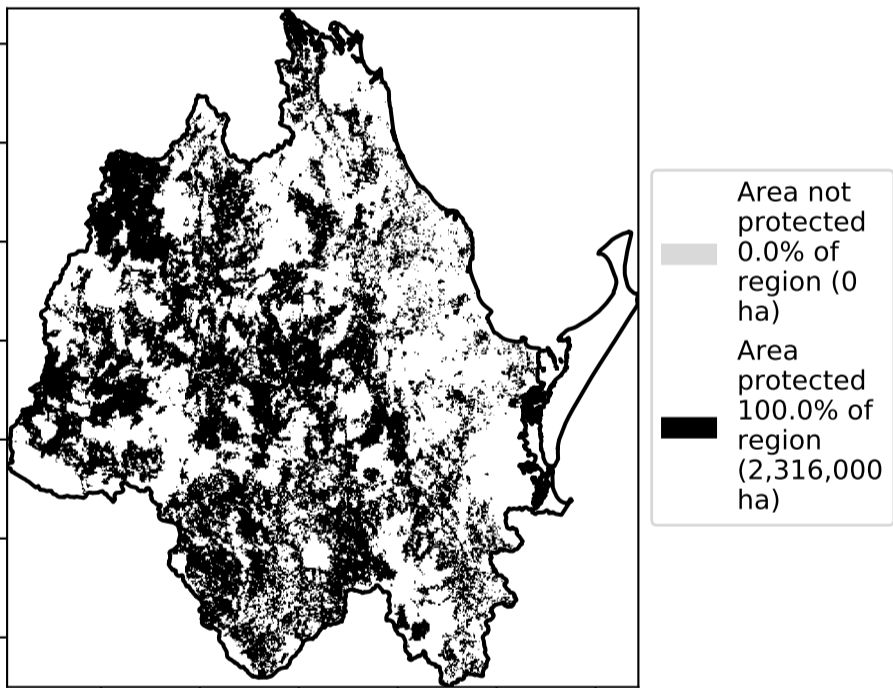 Area not
protected
0.0% of
region (0
ha)
Area
protected
100.0% of
region
(2,316,000
ha)